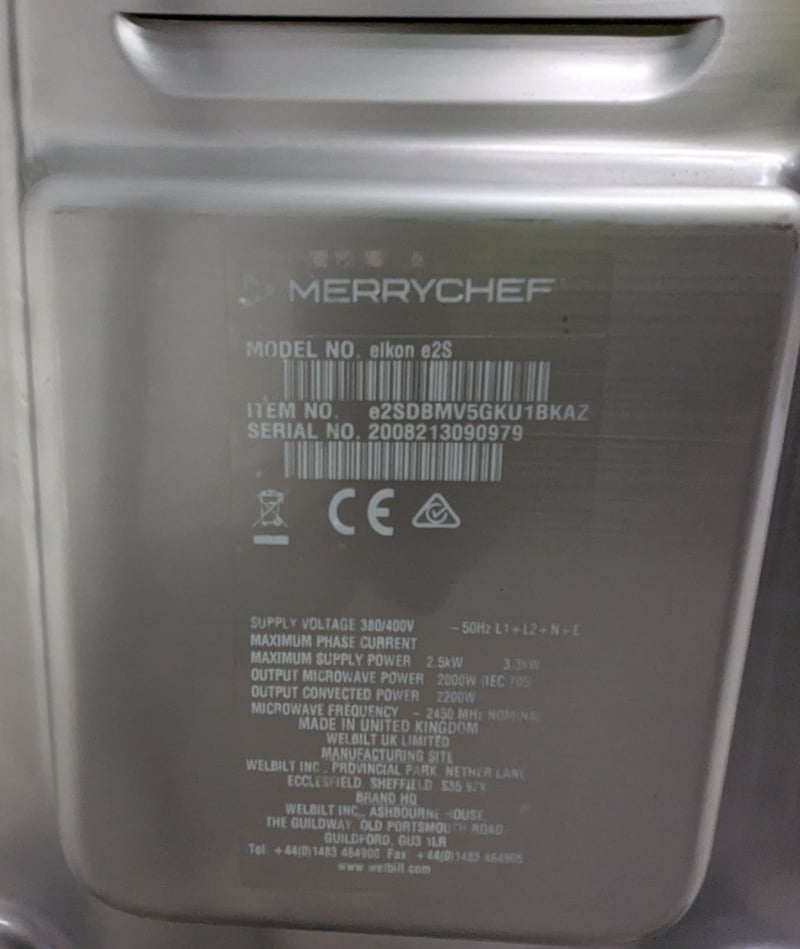 MERRYCHEF
MODEL NO. eikon e2S
ITEM NO. e2SDBMV5GKU1BKAZ
SERIAL NO. 2008213090979
CE
SUPPLY VOLTAGE 380/400V ~ 50Hz L1+L2+N+E
MAXIMUM PHASE CURRENT
MAXIMUM SUPPLY POWER 2.5kW 3.3kW
OUTPUT MICROWAVE POWER 2000W (IEC 705)
OUTPUT CONVECTED POWER 2200W
MICROWAVE FREQUENCY ~ 2450 MHz NOMINAL
MADE IN UNITED KINGDOM
WELBILT UK LIMITED
MANUFACTURING SITE
WELBILT INC., PROVINCIAL PARK, NETHER LANE
ECCLESFIELD, SHEFFIELD S35
BRAND HQ
WELBILT INC., ASHBOURNE HOUSE
THE GUILDWAY, OLD PORTSMOUTH ROAD
GUILDFORD, GU3 1LR
Tel +44(0)1483 464900 Fax +44(0)1483 464905
www.welbilt.com